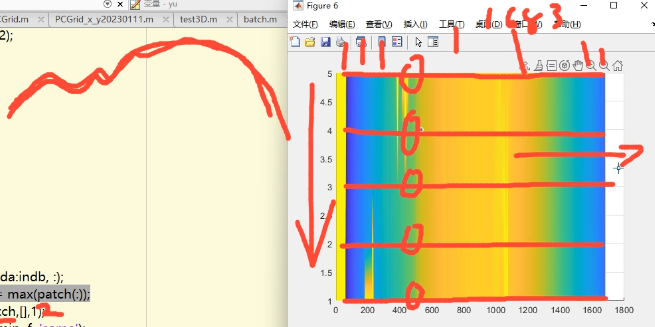 变量 - yu
Grid.m PCGrid_x_y20230111.m test3D.m batch.m
2);
da:indb, :);
= max(patch(:));
tch,[],1);
2
Figure 6
文件(F) 编辑(E) 查看(V) 插入(I) 工具(T) 桌面(D) 窗口(W) 帮助(H)
1683
5
4.5
4
3.5
3
2.5
2
1.5
1
0 200 400 600 800 1000 1200 1400 1600 1800